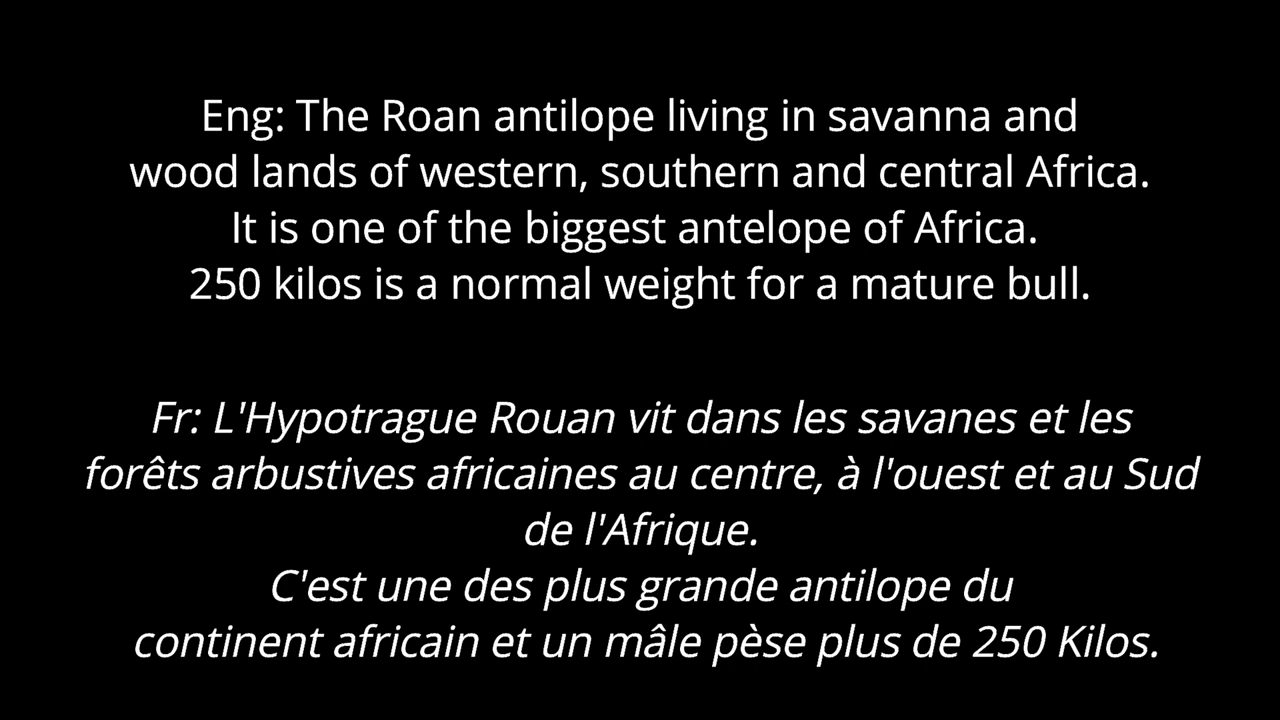 Eng: The Roan antilope living in savanna and
wood lands of western, southern and central Africa.
It is one of the biggest antelope of Africa.
250 kilos is a normal weight for a mature bull.
Fr: L'Hypotrague Rouan vit dans les savanes et les
forêts arbustives africaines au centre, à l'ouest et au Sud
de l'Afrique.
C'est une des plus grande antilope du
continent africain et un mâle pèse plus de 250 Kilos.